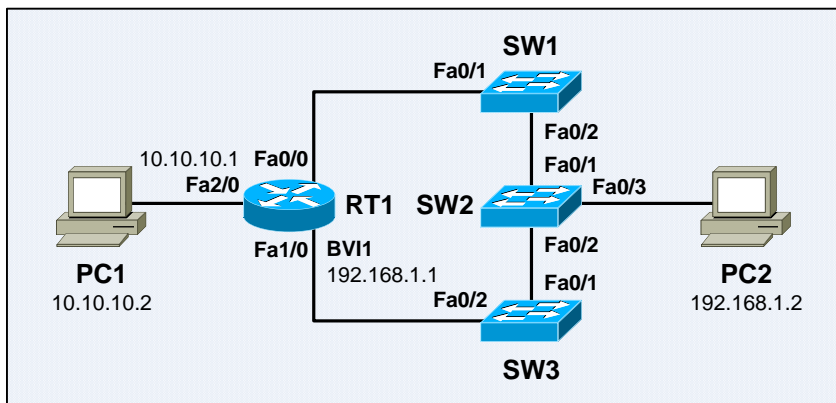 SW1
Fa0/1
Fa0/2
10.10.10.1
Fa0/0
Fa2/0
RT1
Fa0/1
SW2
Fa0/3
PC1
10.10.10.2
Fa1/0
BVI1
192.168.1.1
Fa0/2
Fa0/2
Fa0/1
SW3
PC2
192.168.1.2